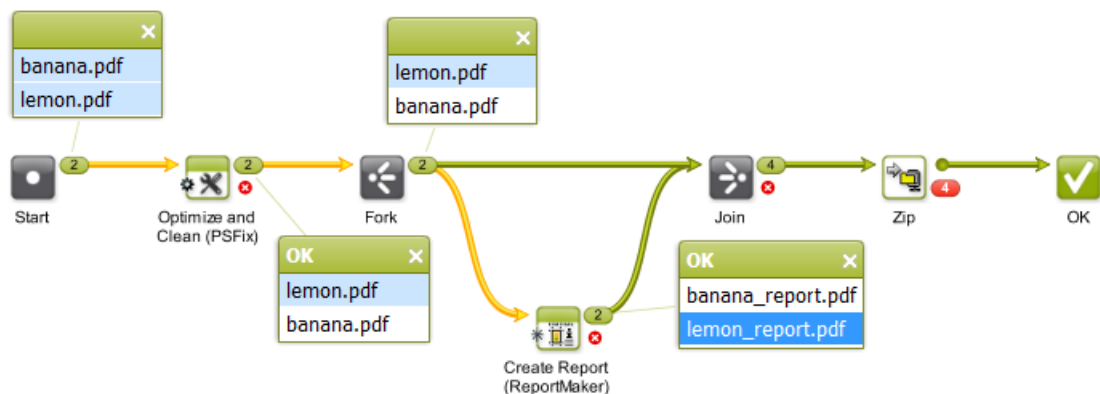 banana.pdf
lemon.pdf
lemon.pdf
banana.pdf
2
2
2
4
4
Start
Optimize and
Clean (PSFix)
Fork
Join
Zip
OK
OK
lemon.pdf
banana.pdf
OK
banana_report.pdf
lemon_report.pdf
2
Create Report
(ReportMaker)